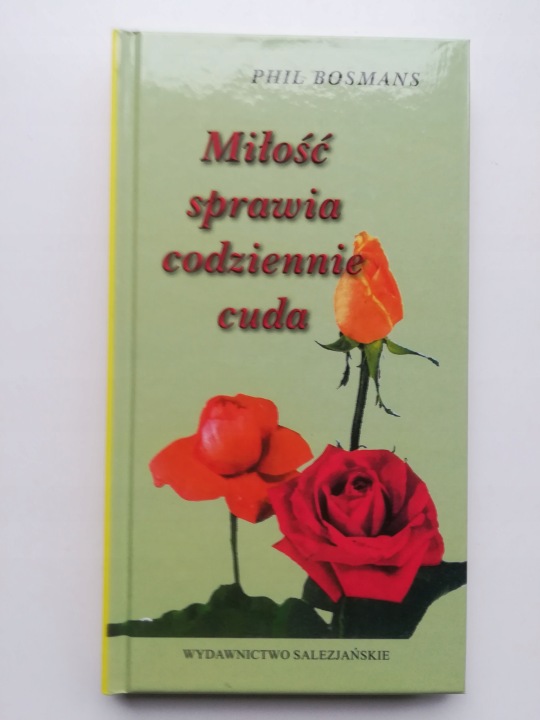 PHIL BOSMANS
Miłość
sprawia
codziennie
cuda
WYDAWNICTWO SALEZJAŃSKIE